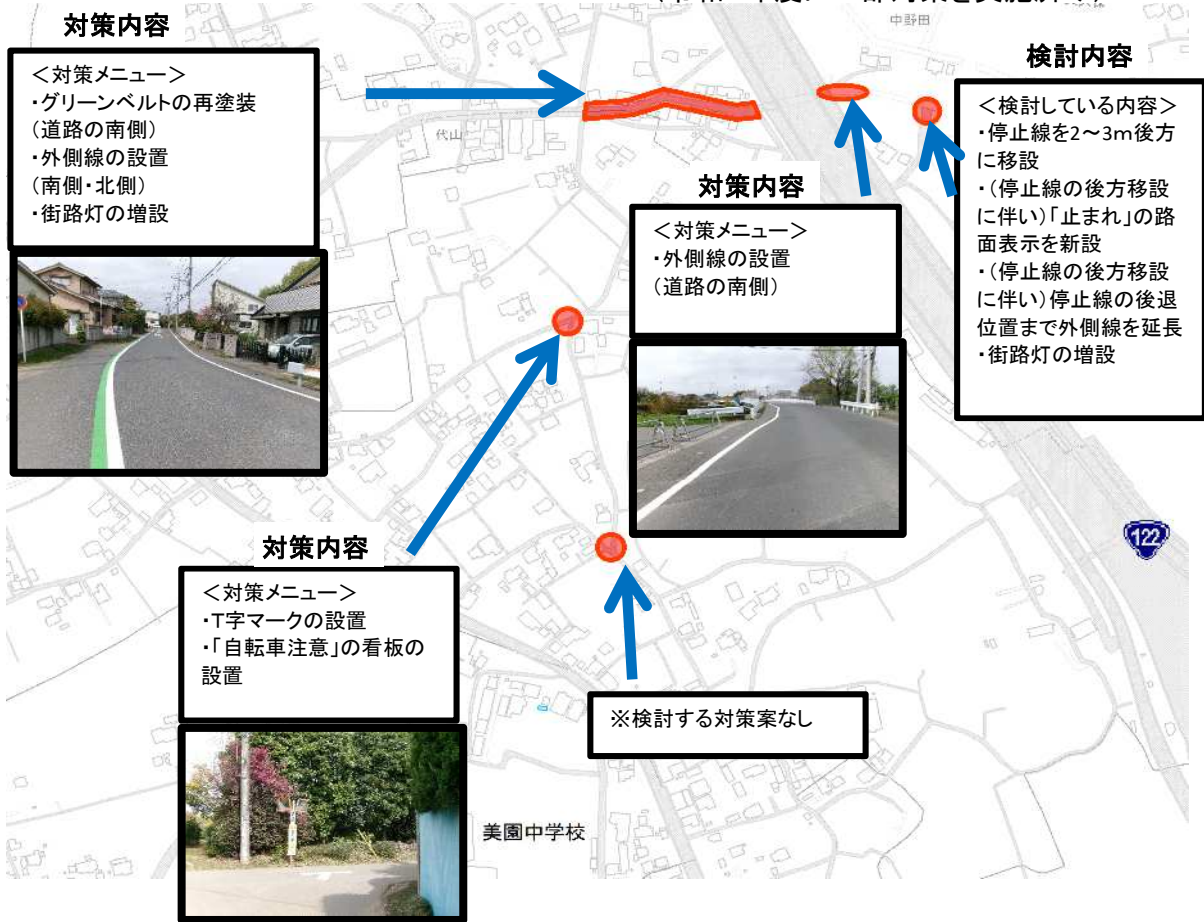 中野田
対策内容
＜対策メニュー＞
・グリーンベルトの再塗装
（道路の南側）
・外側線の設置
（南側・北側）
・街路灯の増設
代山
検討内容
＜検討している内容＞
・停止線を2～3m後方
に移設
・（停止線の後方移設
に伴い）「止まれ」の路
面表示を新設
・（停止線の後方移設
に伴い）停止線の後退
位置まで外側線を延長
・街路灯の増設
対策内容
＜対策メニュー＞
・外側線の設置
（道路の南側）
122
対策内容
＜対策メニュー＞
・T字マークの設置
・「自転車注意」の看板の
設置
※検討する対策案なし
美園中学校